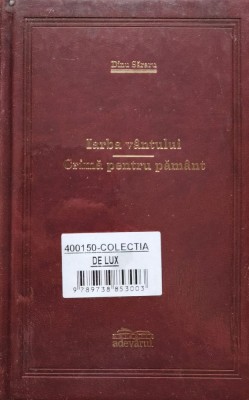 Dinu Săraru
Iarba vântului
Crimă pentru pământ
400150-COLECTIA
DE LUX
9 789738 853003
adevărul